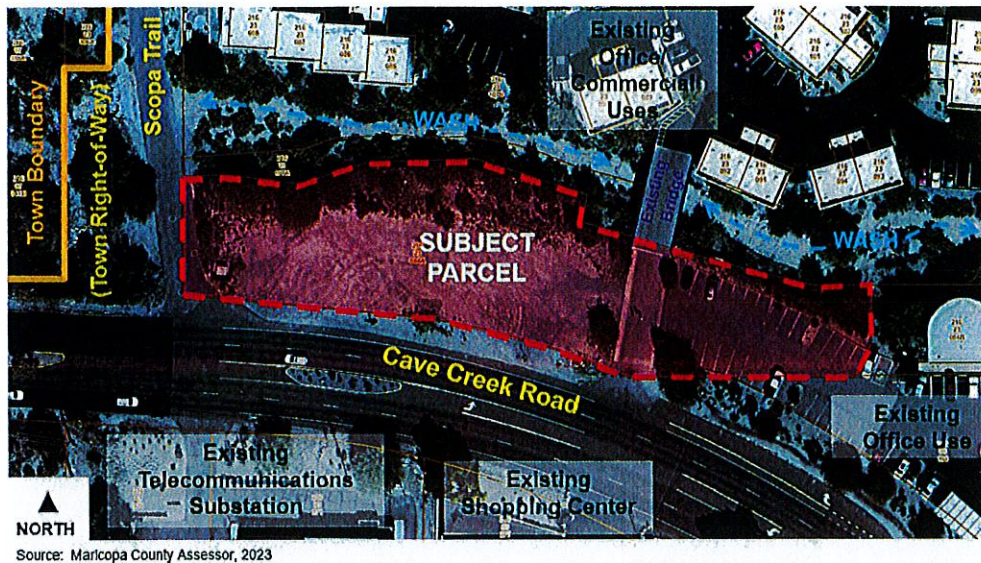 Existing
Office/
Commercial
Uses
Scopa Trail
Town Boundary
(Town Right-of-Way)
WASH
Existing
Bridge
SUBJECT
PARCEL
WASH
Cave Creek Road
Existing
Telecommunications
Substation
Existing
Shopping Center
Existing
Office Use
NORTH
Source: Maricopa County Assessor, 2023